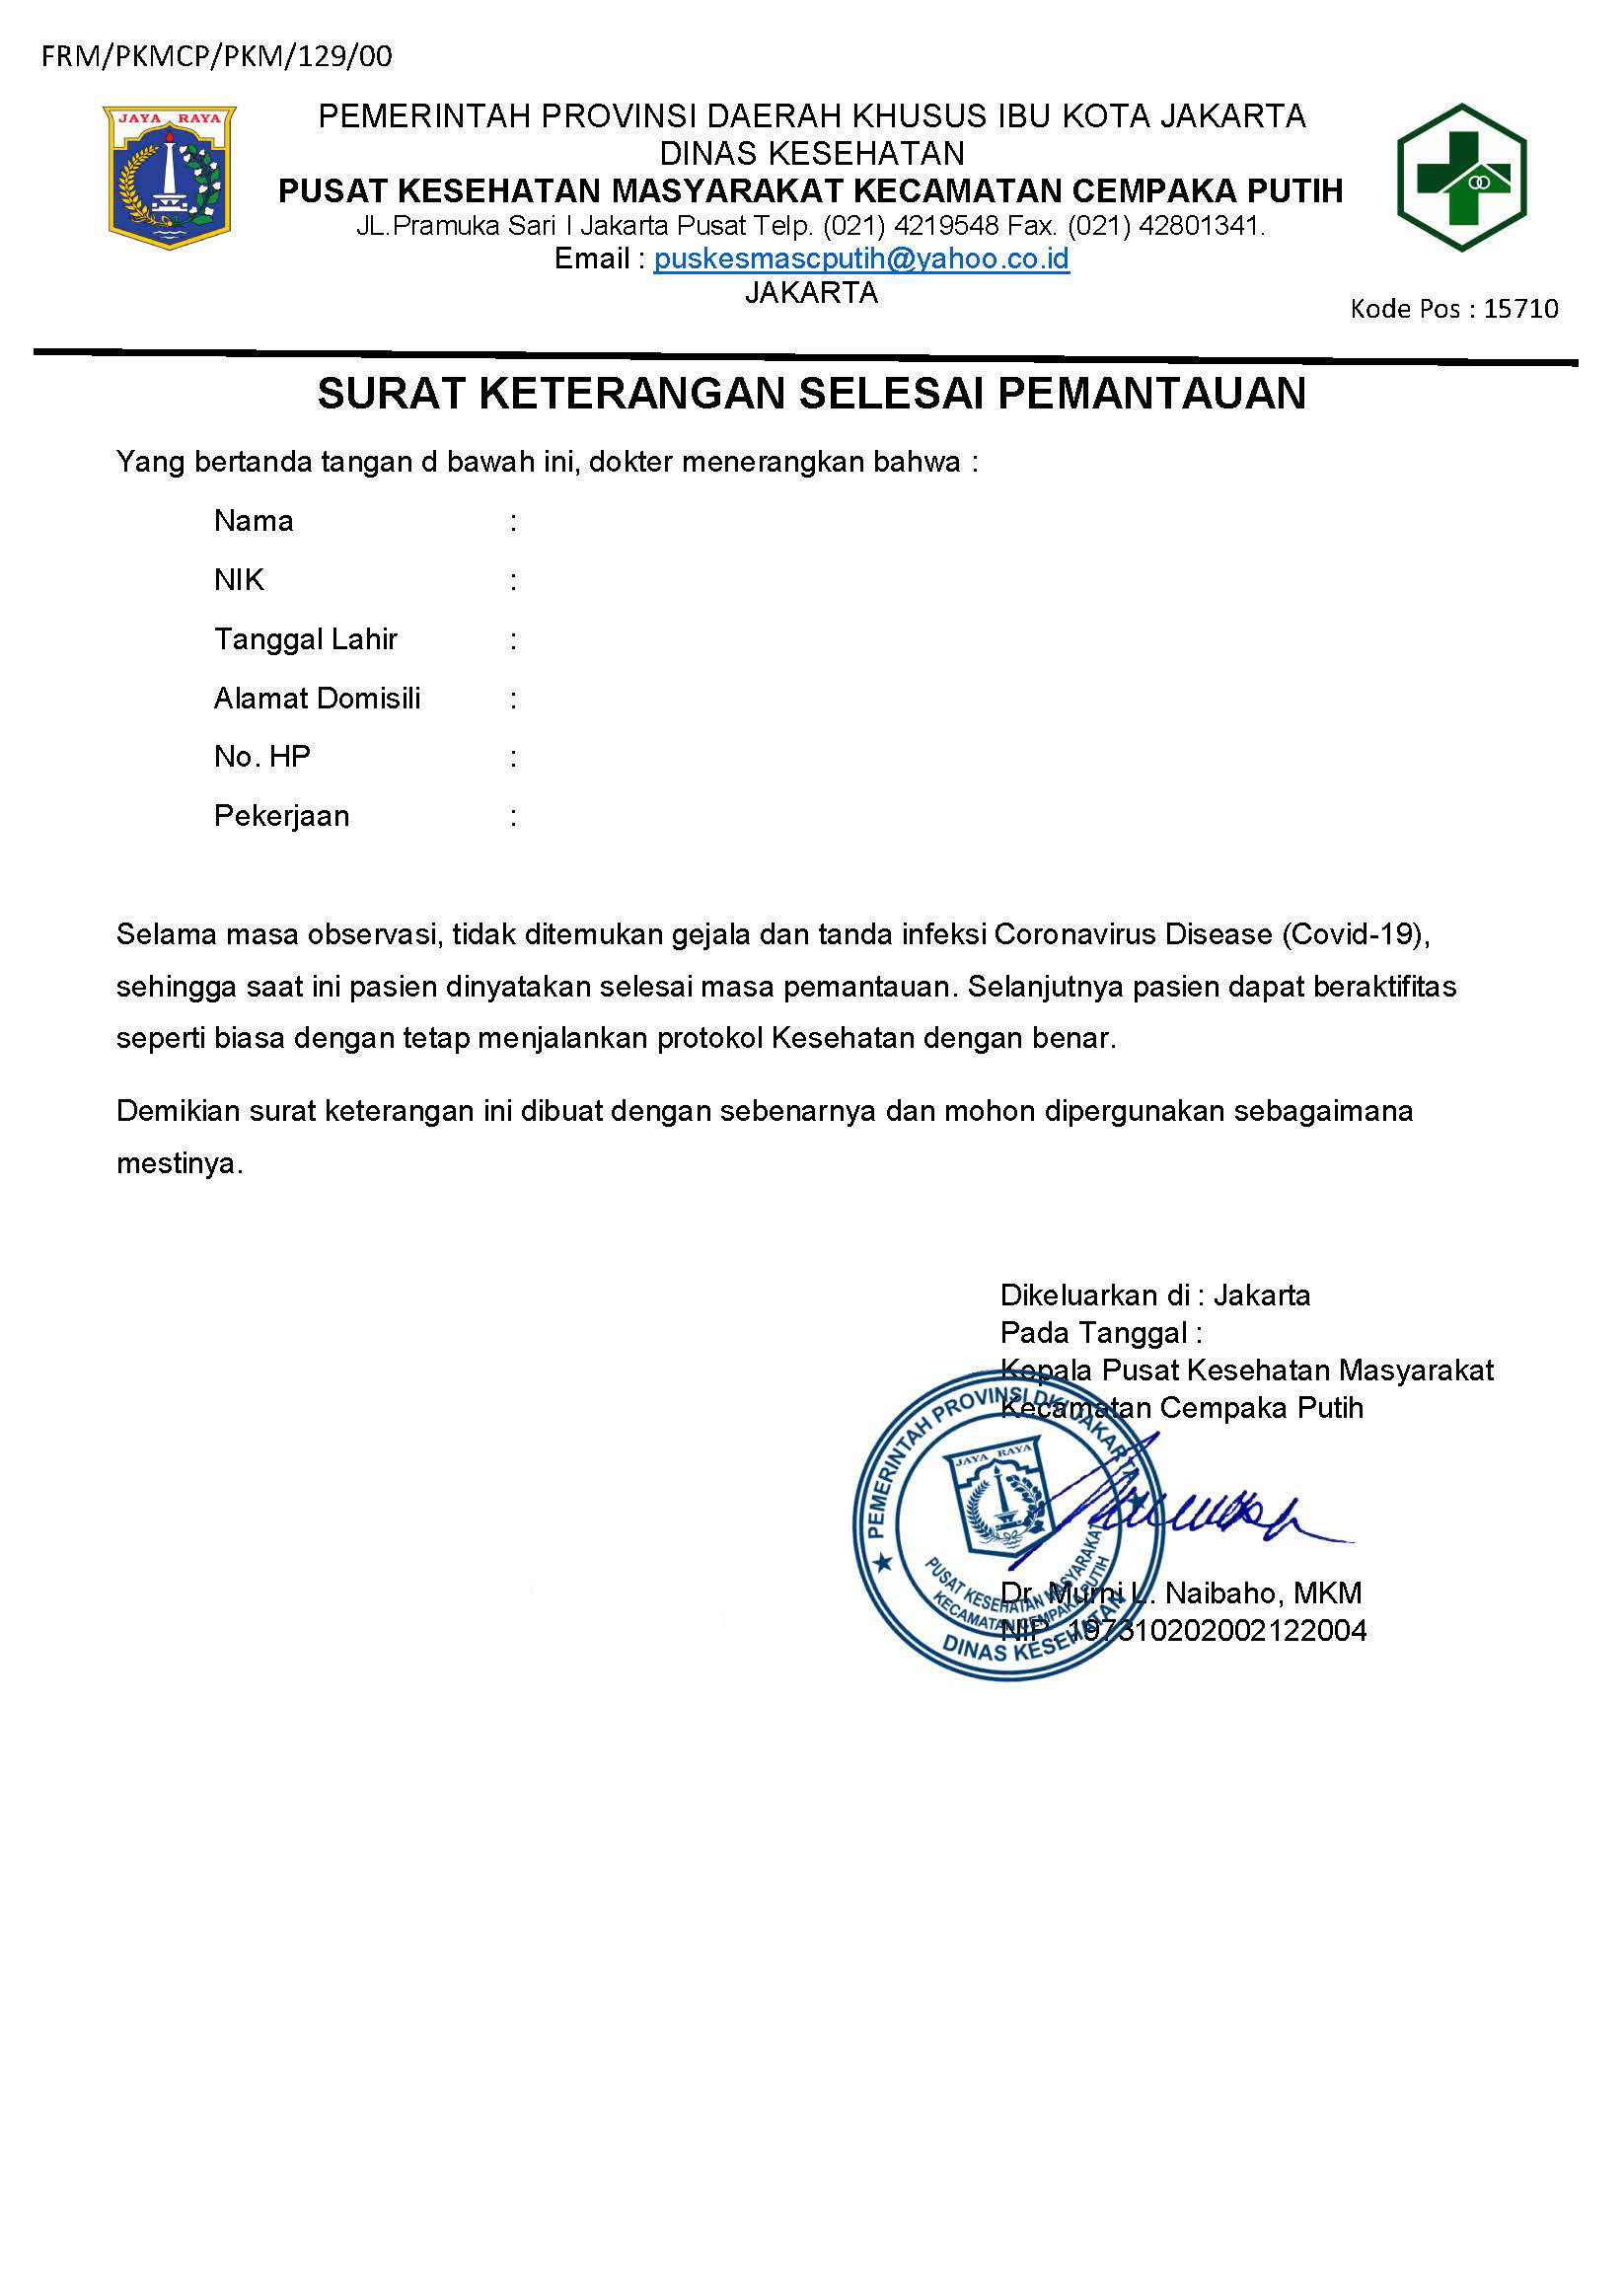 FRM/PKMCP/PKM/129/00
JAYA RAYA
PEMERINTAH PROVINSI DAERAH KHUSUS IBU KOTA JAKARTA
DINAS KESEHATAN
PUSAT KESEHATAN MASYARAKAT KECAMATAN CEMPAKA PUTIH
JL.Pramuka Sari I Jakarta Pusat Telp. (021) 4219548 Fax. (021) 42801341.
Email : puskesmascputih@yahoo.co.id
JAKARTA
Kode Pos : 15710
SURAT KETERANGAN SELESAI PEMANTAUAN
Yang bertanda tangan d bawah ini, dokter menerangkan bahwa :
Nama :
NIK :
Tanggal Lahir :
Alamat Domisili :
No. HP :
Pekerjaan :
Selama masa observasi, tidak ditemukan gejala dan tanda infeksi Coronavirus Disease (Covid-19),
sehingga saat ini pasien dinyatakan selesai masa pemantauan. Selanjutnya pasien dapat beraktifitas
seperti biasa dengan tetap menjalankan protokol Kesehatan dengan benar.
Demikian surat keterangan ini dibuat dengan sebenarnya dan mohon dipergunakan sebagaimana
mestinya.
Dikeluarkan di : Jakarta
Pada Tanggal :
Kepala Pusat Kesehatan Masyarakat
Kecamatan Cempaka Putih
PEMERINTAH PROVINSI DKI JAKARTA
JAYA RAYA
PUSAT KESEHATAN MASYARAKAT
KECAMATAN CEMPAKA PUTIH
DINAS KESEHATAN
Dr. Murni L. Naibaho, MKM
NIP. 197310202002122004